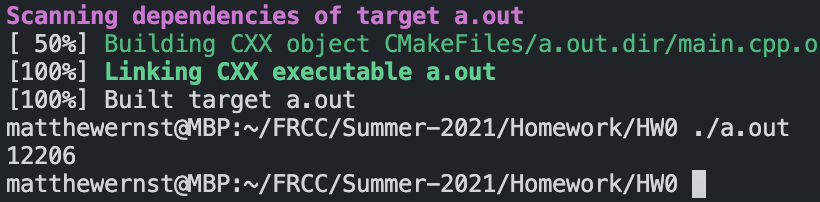 Scanning dependencies of target a.out
[ 50%] Building CXX object CMakeFiles/a.out.dir/main.cpp.o
[100%] Linking CXX executable a.out
[100%] Built target a.out
matthewernst@MBP:~/FRCC/Summer-2021/Homework/HW0 ./a.out
12206
matthewernst@MBP:~/FRCC/Summer-2021/Homework/HW0